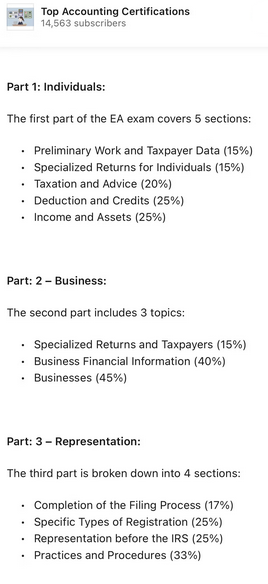 Top Accounting Certifications
14,563 subscribers
Part 1: Individuals:
The first part of the EA exam covers 5 sections:
• Preliminary Work and Taxpayer Data (15%)
• Specialized Returns for Individuals (15%)
• Taxation and Advice (20%)
• Deduction and Credits (25%)
• Income and Assets (25%)
Part: 2 – Business:
The second part includes 3 topics:
• Specialized Returns and Taxpayers (15%)
• Business Financial Information (40%)
• Businesses (45%)
Part: 3 – Representation:
The third part is broken down into 4 sections:
• Completion of the Filing Process (17%)
• Specific Types of Registration (25%)
• Representation before the IRS (25%)
• Practices and Procedures (33%)